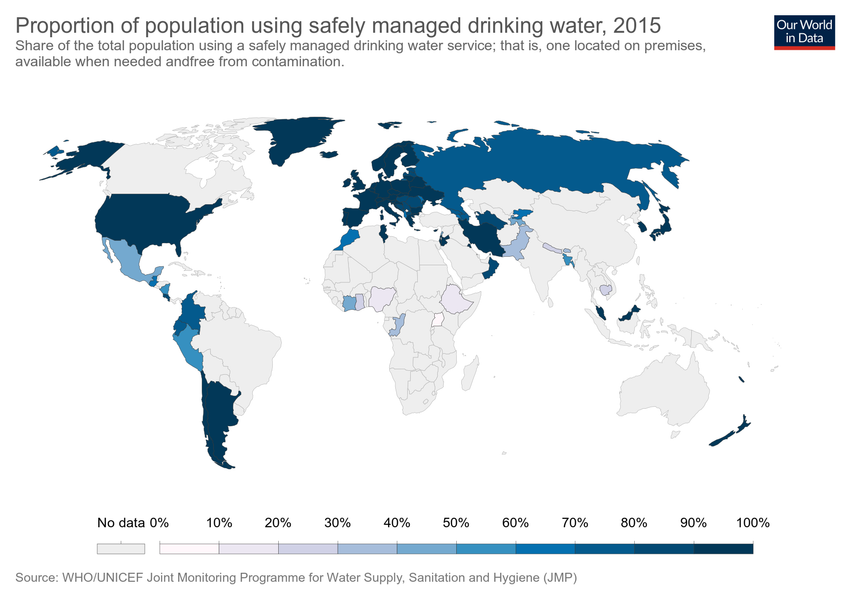 Proportion of population using safely managed drinking water, 2015
Our World
in Data
Share of the total population using a safely managed drinking water service; that is, one located on premises,
available when needed andfree from contamination.
No data 0% 10% 20% 30% 40% 50% 60% 70% 80% 90% 100%
Source: WHO/UNICEF Joint Monitoring Programme for Water Supply, Sanitation and Hygiene (JMP)